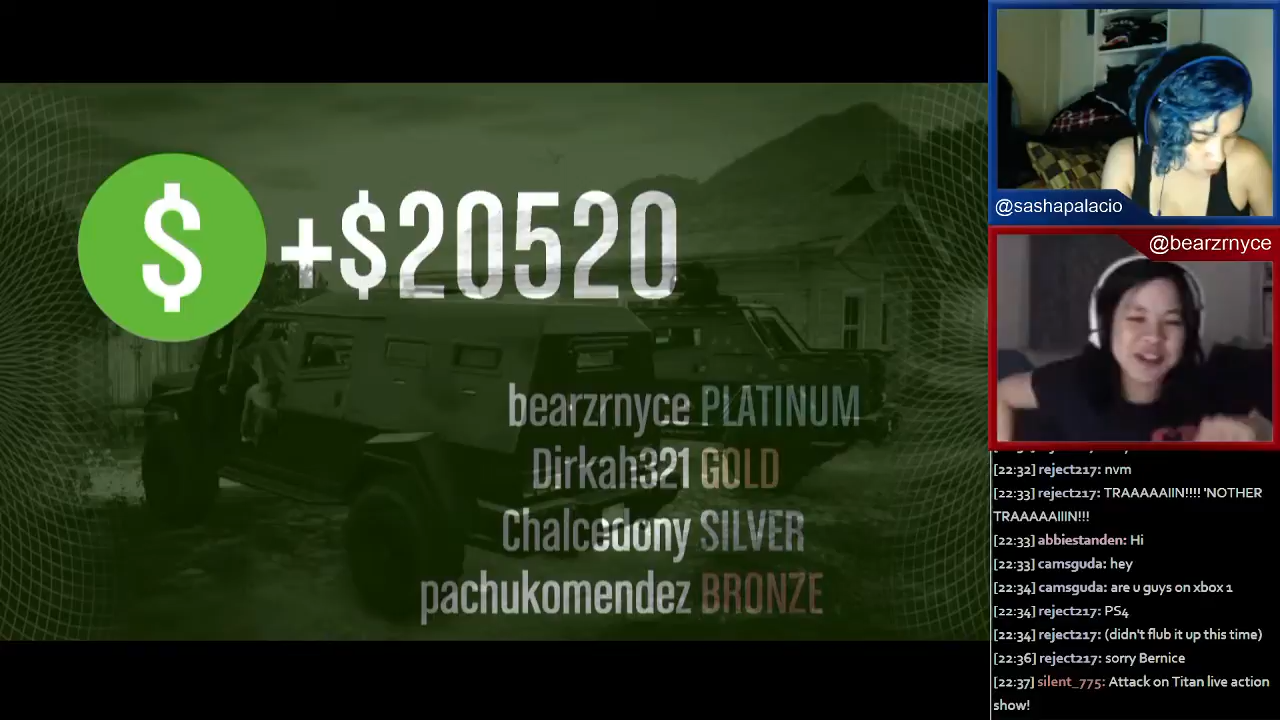 $ +$20520
bearzrnyce PLATINUM
Dirkah321 GOLD
Chalcedony SILVER
pachukomendez BRONZE
@sashapalacio
@bearzrnyce
[22:32] reject217: nvm
[22:33] reject217: TRAAAAAIIN!!!! 'NOTHER
TRAAAAAIIIN!!!
[22:33] abbiestanden: Hi
[22:33] camsguda: hey
[22:34] camsguda: are u guys on xbox 1
[22:34] reject217: PS4
[22:34] reject217: (didn't flub it up this time)
[22:36] reject217: sorry Bernice
[22:37] silent_775: Attack on Titan live action
show!